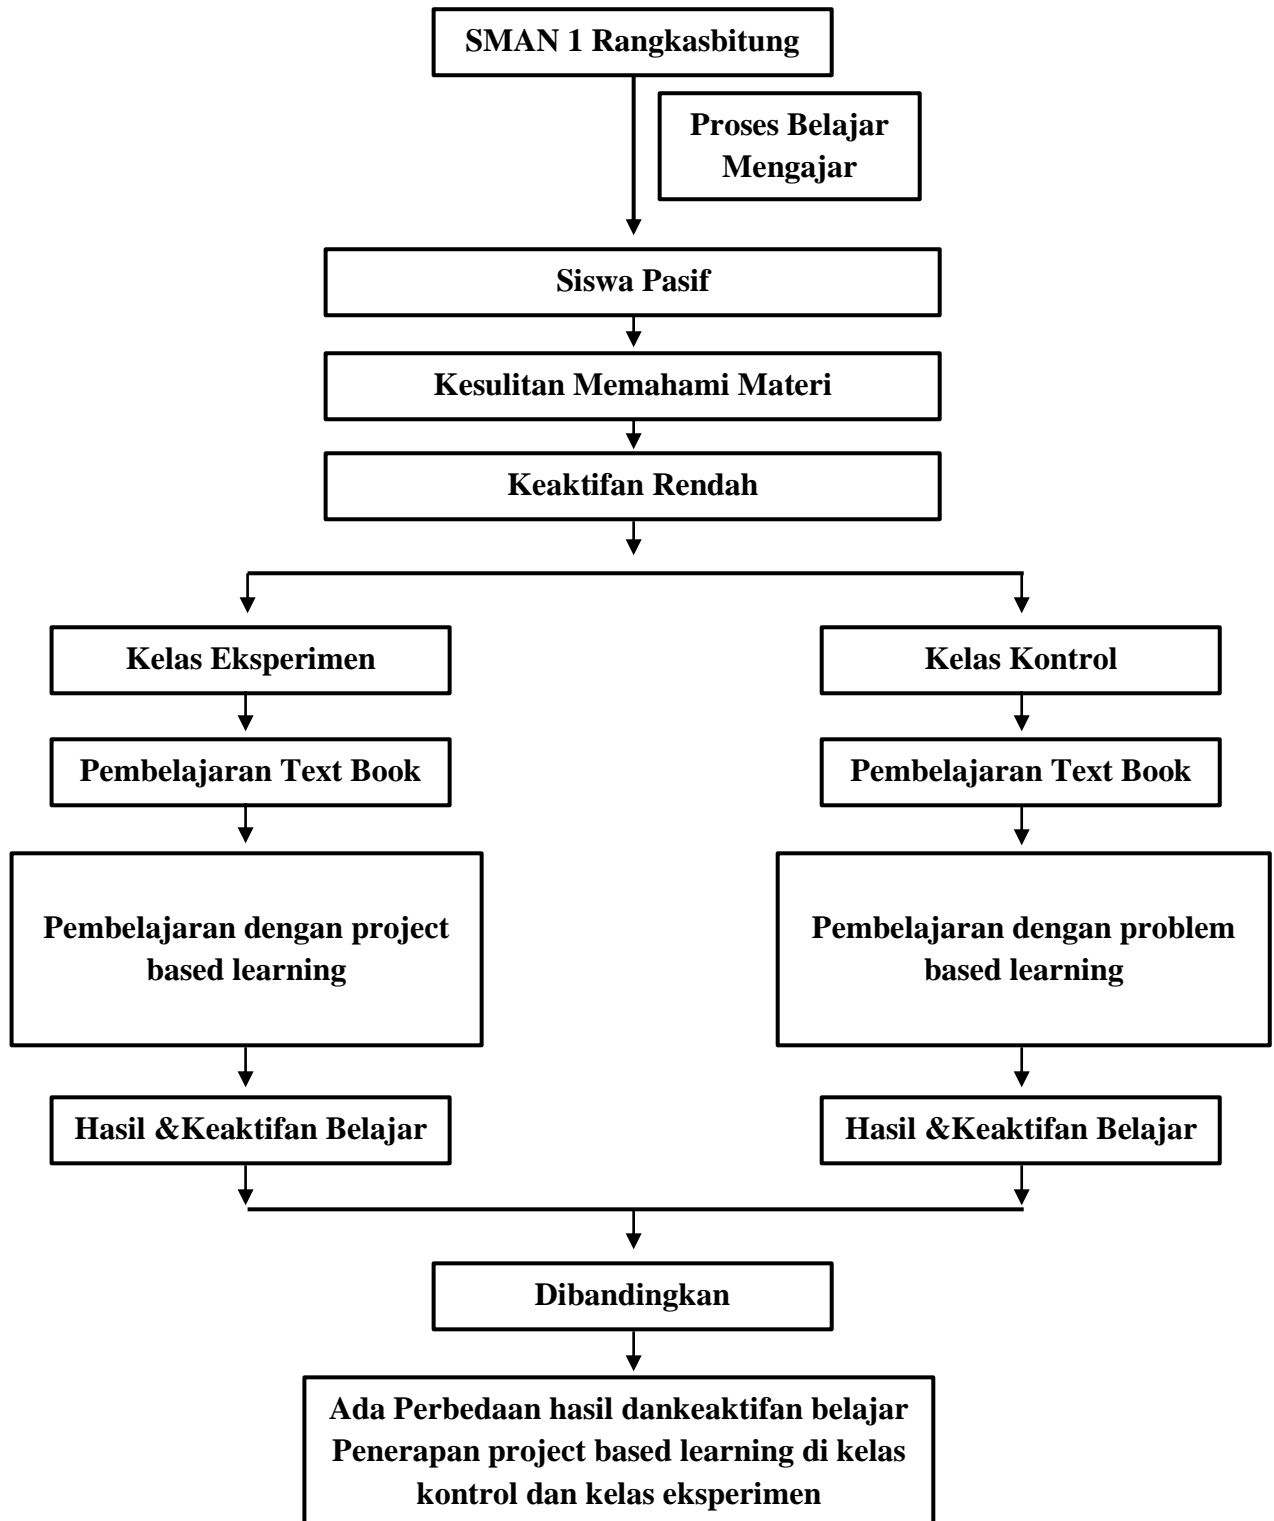 SMAN 1 Rangkasbitung
Proses Belajar
Mengajar
Siswa Pasif
Kesulitan Memahami Materi
Keaktifan Rendah
Kelas Eksperimen
Kelas Kontrol
Pembelajaran Text Book
Pembelajaran Text Book
Pembelajaran dengan project
based learning
Pembelajaran dengan problem
based learning
Hasil &Keaktifan Belajar
Hasil &Keaktifan Belajar
Dibandingkan
Ada Perbedaan hasil dankeaktifan belajar
Penerapan project based learning di kelas
kontrol dan kelas eksperimen